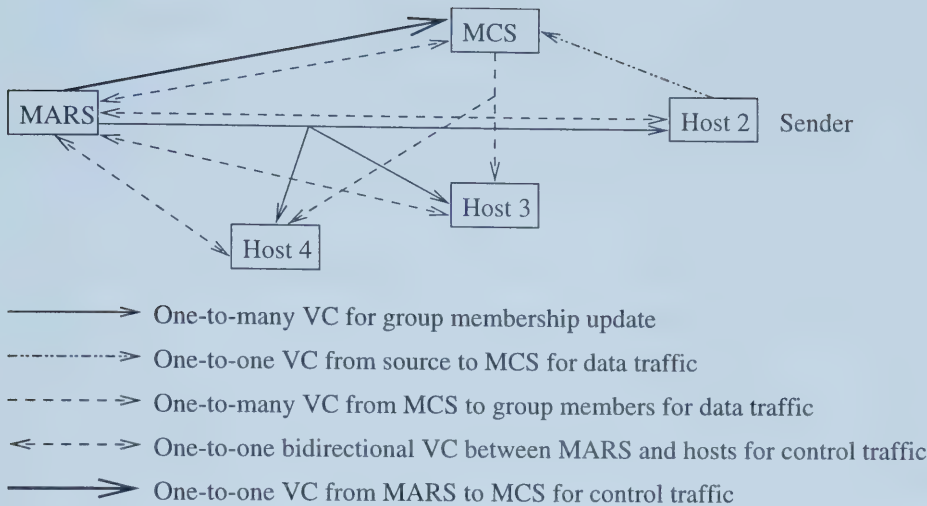 MCS
MARS
Host 2 Sender
Host 3
Host 4
One-to-many VC for group membership update
One-to-one VC from source to MCS for data traffic
One-to-many VC from MCS to group members for data traffic
One-to-one bidirectional VC between MARS and hosts for control traffic
One-to-one VC from MARS to MCS for control traffic